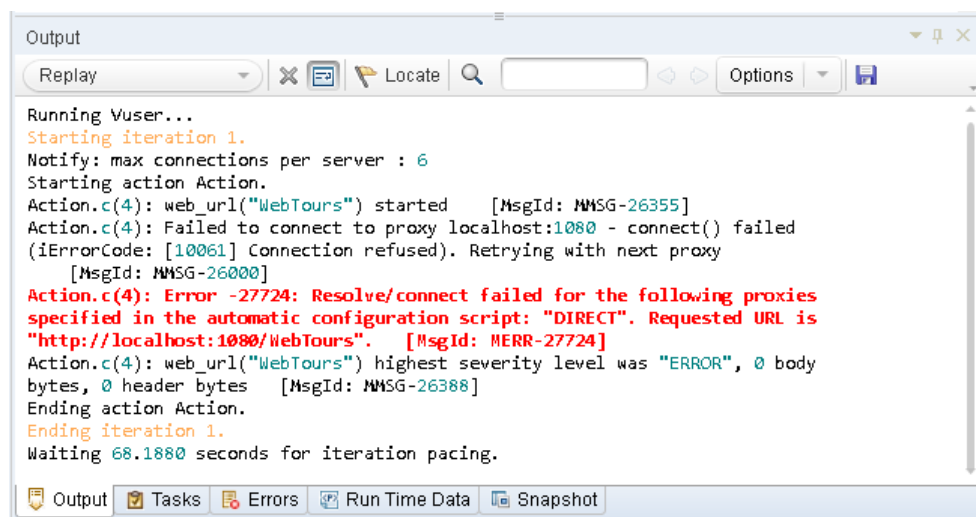 Output
Replay
Locate
Options
Running Vuser...
Starting iteration 1.
Notify: max connections per server : 6
Starting action Action.
Action.c(4): web_url("WebTours") started    [MsgId: MMSG-26355]
Action.c(4): Failed to connect to proxy localhost:1080 - connect() failed
(iErrorCode: [10061] Connection refused). Retrying with next proxy
[MsgId: MMSG-26000]
Action.c(4): Error -27724: Resolve/connect failed for the following proxies
specified in the automatic configuration script: "DIRECT". Requested URL is
"http://localhost:1080/WebTours".   [MsgId: MERR-27724]
Action.c(4): web_url("WebTours") highest severity level was "ERROR", 0 body
bytes, 0 header bytes   [MsgId: MMSG-26388]
Ending action Action.
Ending iteration 1.
Waiting 68.1880 seconds for iteration pacing.
Output Tasks Errors Run Time Data Snapshot